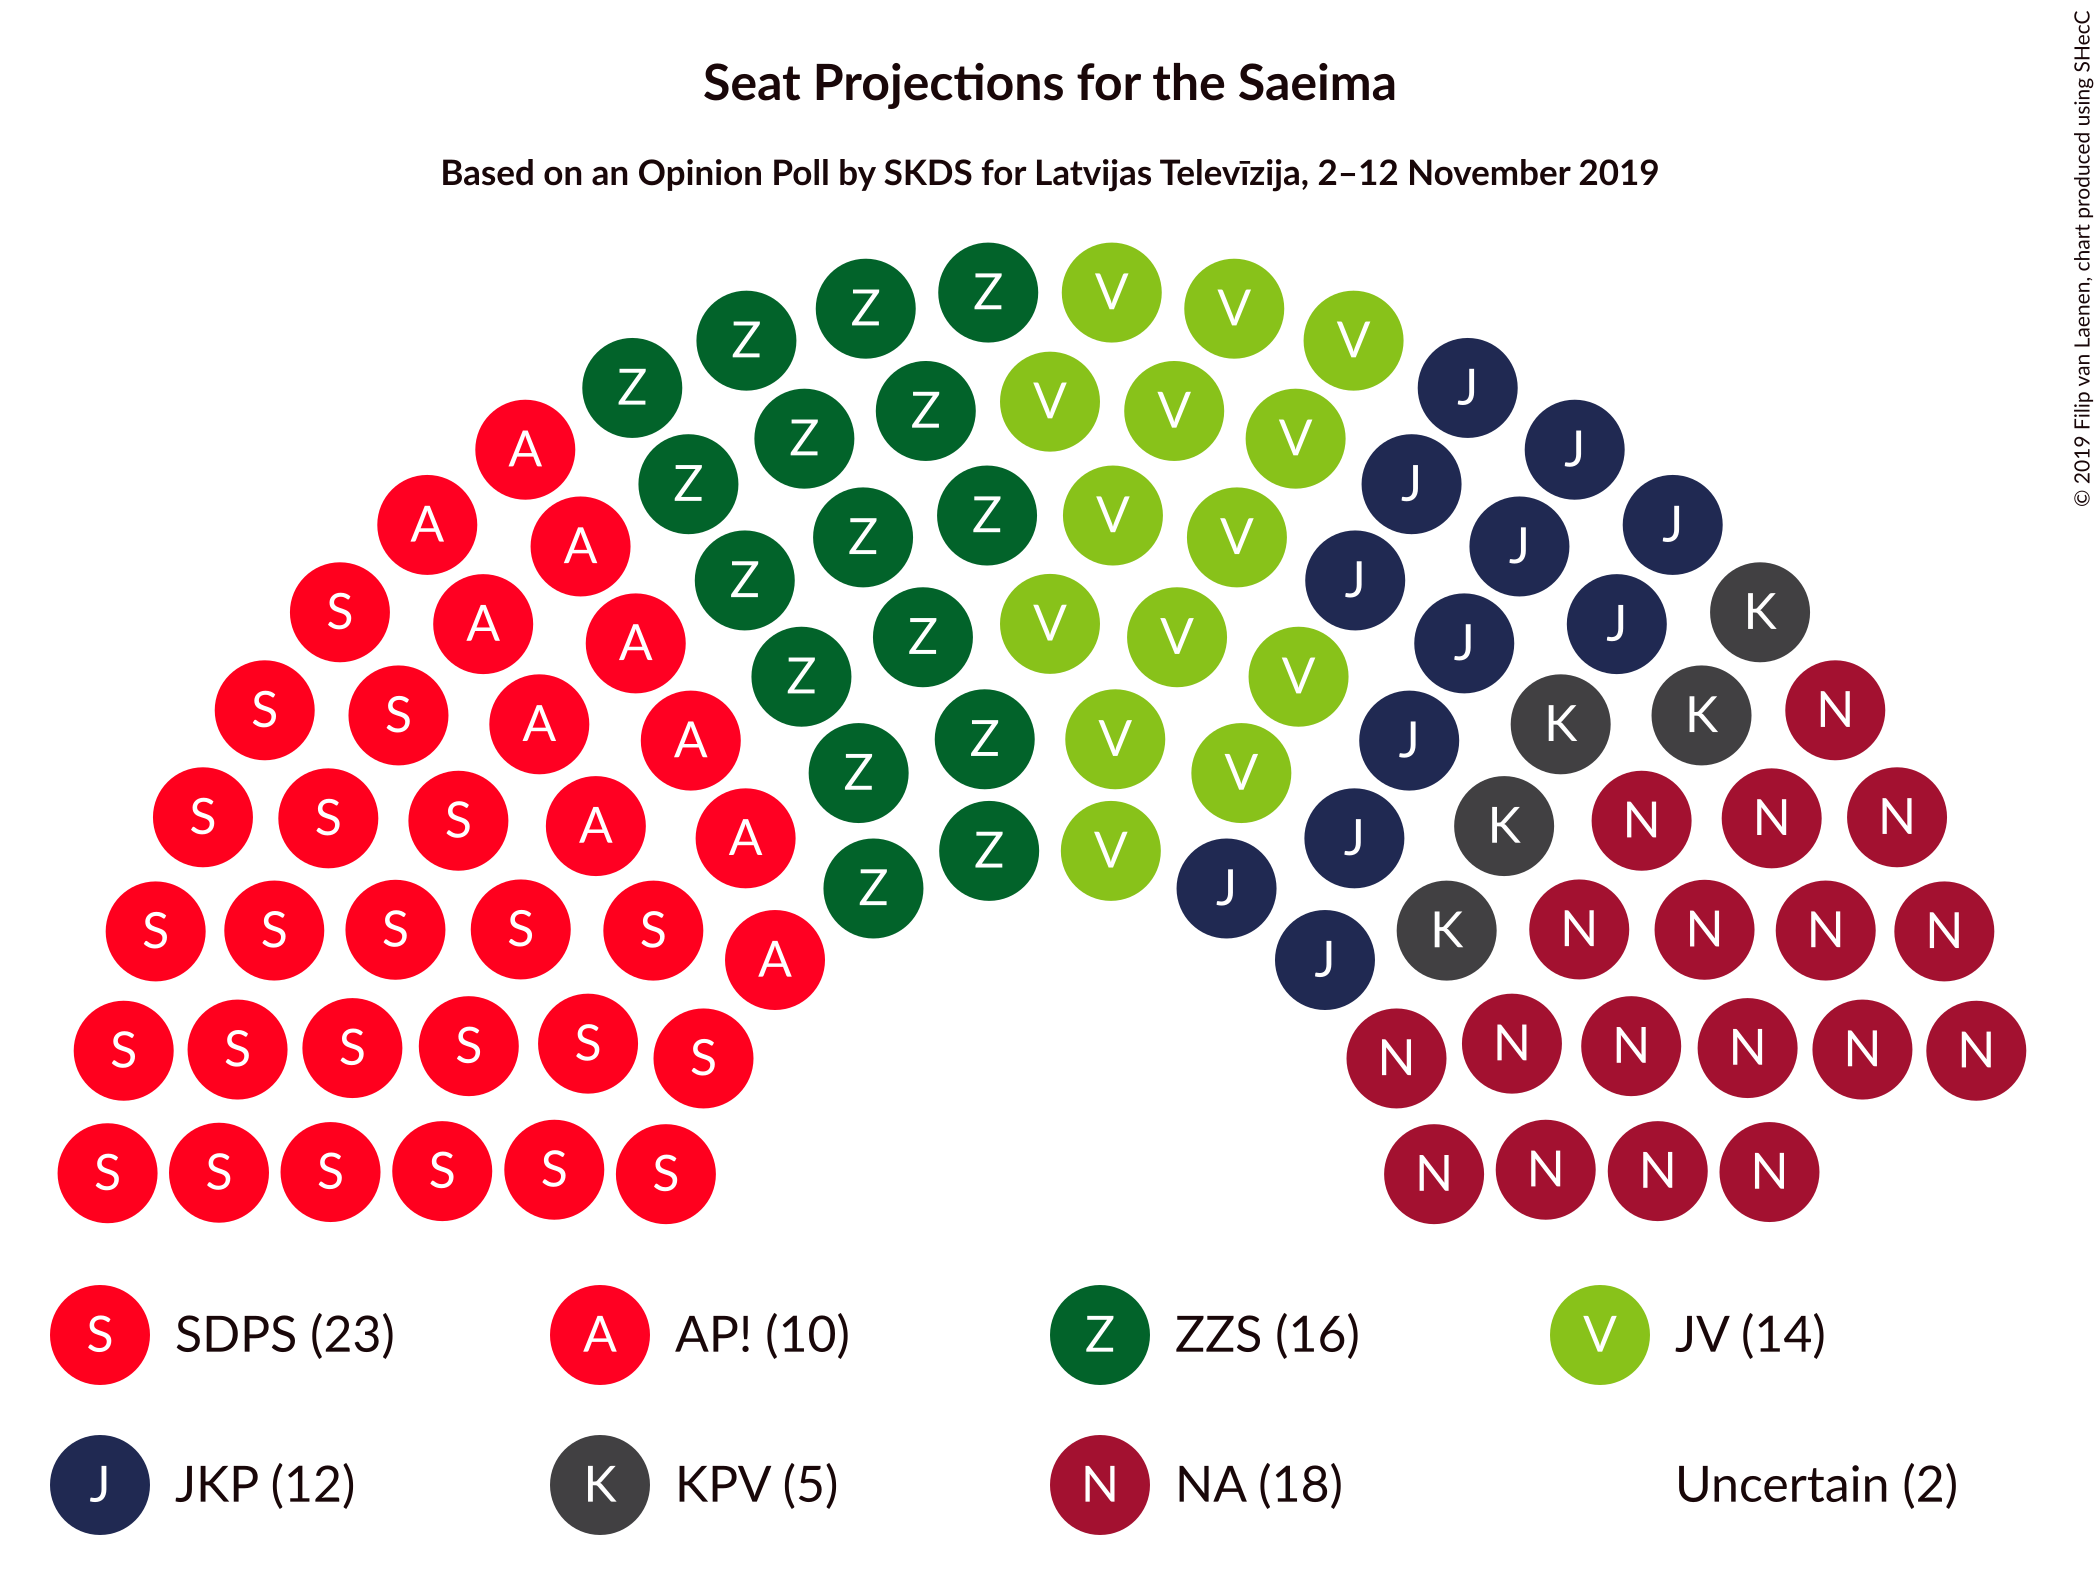 Seat Projections for the Saeima
Based on an Opinion Poll by SKDS for Latvijas Televīzija, 2–12 November 2019
© 2019 Filip van Laenen, chart produced using SHecC
Z Z V V
Z Z V J
Z V V
A Z Z V J J
A Z Z V V J J
A Z J J
S A A Z Z V V J J K
S S A A Z Z V V J K K N
S S S A A Z Z V V J K N N N
S S S S S A Z J J K N N N N
S S S S S S N N N N N N
S S S S S S N N N N
S SDPS (23) A AP! (10) Z ZZS (16) V JV (14)
J JKP (12) K KPV (5) N NA (18) Uncertain (2)